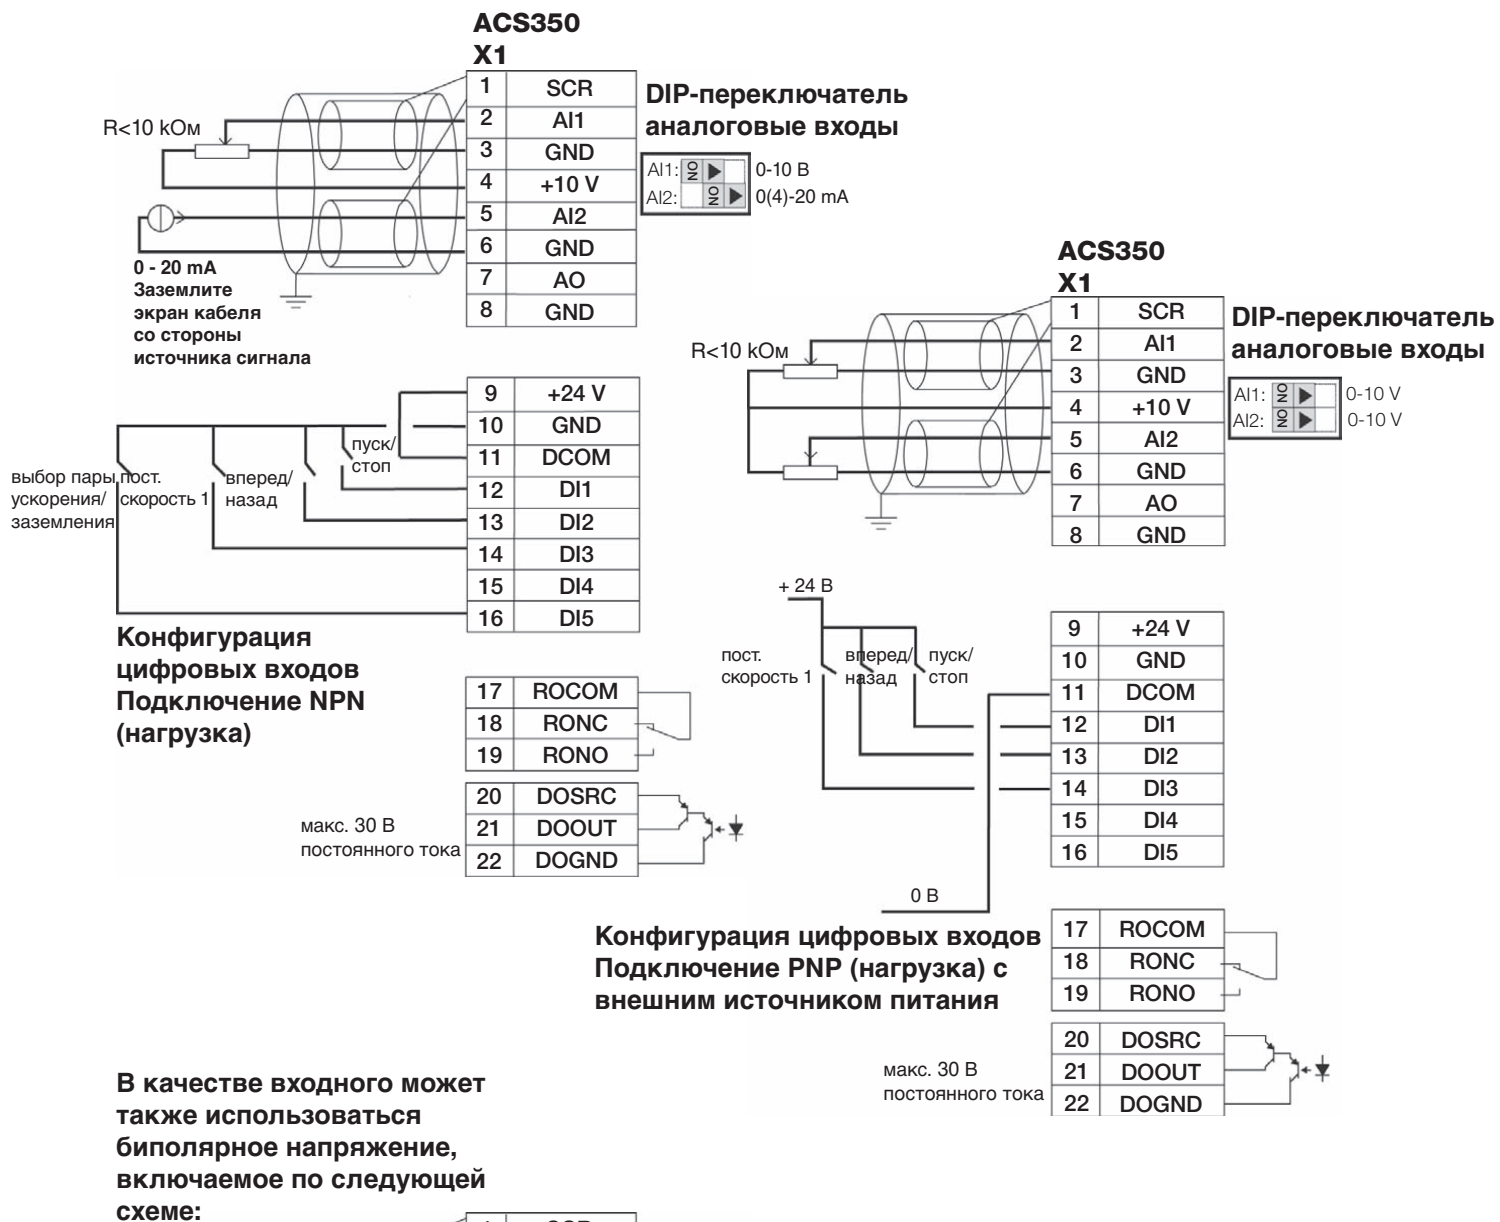 ACS350
X1
1 SCR
2 AI1
3 GND
4 +10 V
5 AI2
6 GND
7 AO
8 GND
R<10 kОм
0 - 20 mA
Заземлите
экран кабеля
со стороны
источника сигнала
DIP-переключатель
аналоговые входы
AI1: ON 0-10 В
AI2: ON 0(4)-20 mA
9 +24 V
10 GND
11 DCOM
12 DI1
13 DI2
14 DI3
15 DI4
16 DI5
выбор пары
ускорения/
заземления
пост.
скорость 1
вперед/
назад
пуск/
стоп
Конфигурация
цифровых входов
Подключение NPN
(нагрузка)
17 ROCOM
18 RONC
19 RONO
20 DOSRC
21 DOOUT
22 DOGND
макс. 30 В
постоянного тока
ACS350
X1
1 SCR
2 AI1
3 GND
4 +10 V
5 AI2
6 GND
7 AO
8 GND
R<10 kОм
DIP-переключатель
аналоговые входы
AI1: ON 0-10 V
AI2: ON 0-10 V
+ 24 В
пост.
скорость 1
вперед/
назад
пуск/
стоп
9 +24 V
10 GND
11 DCOM
12 DI1
13 DI2
14 DI3
15 DI4
16 DI5
0 В
Конфигурация цифровых входов
Подключение PNP (нагрузка) с
внешним источником питания
17 ROCOM
18 RONC
19 RONO
20 DOSRC
21 DOOUT
22 DOGND
макс. 30 В
постоянного тока
В качестве входного может
также использоваться
биполярное напряжение,
включаемое по следующей
схеме: